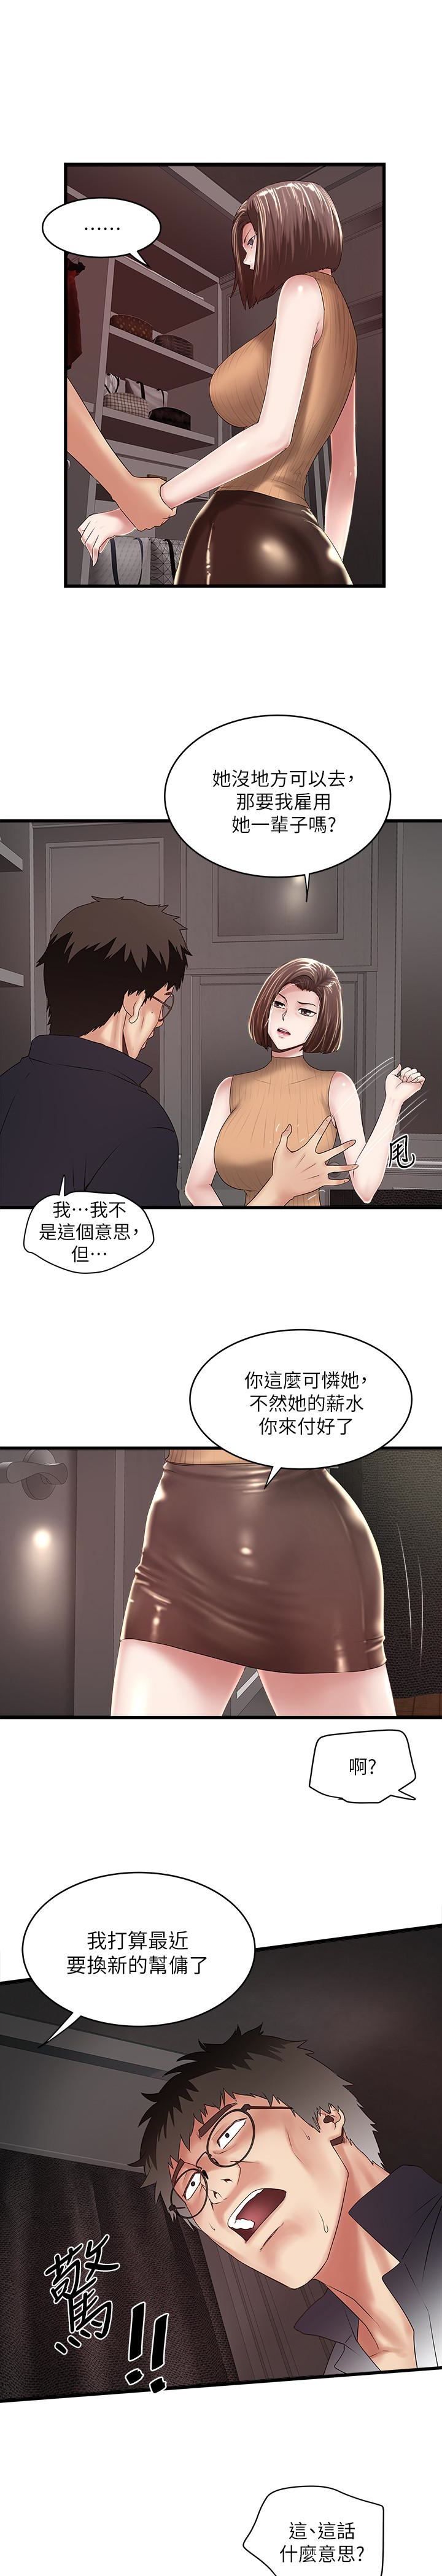 ……
她沒地方可以去，
那要我雇用
她一輩子嗎?
甩
我…我不
是這個意思，
但…
你這麼可憐她，
不然她的薪水
你來付好了
啊?
我打算最近
要換新的幫傭了
驚!!
這、這話
什麼意思?